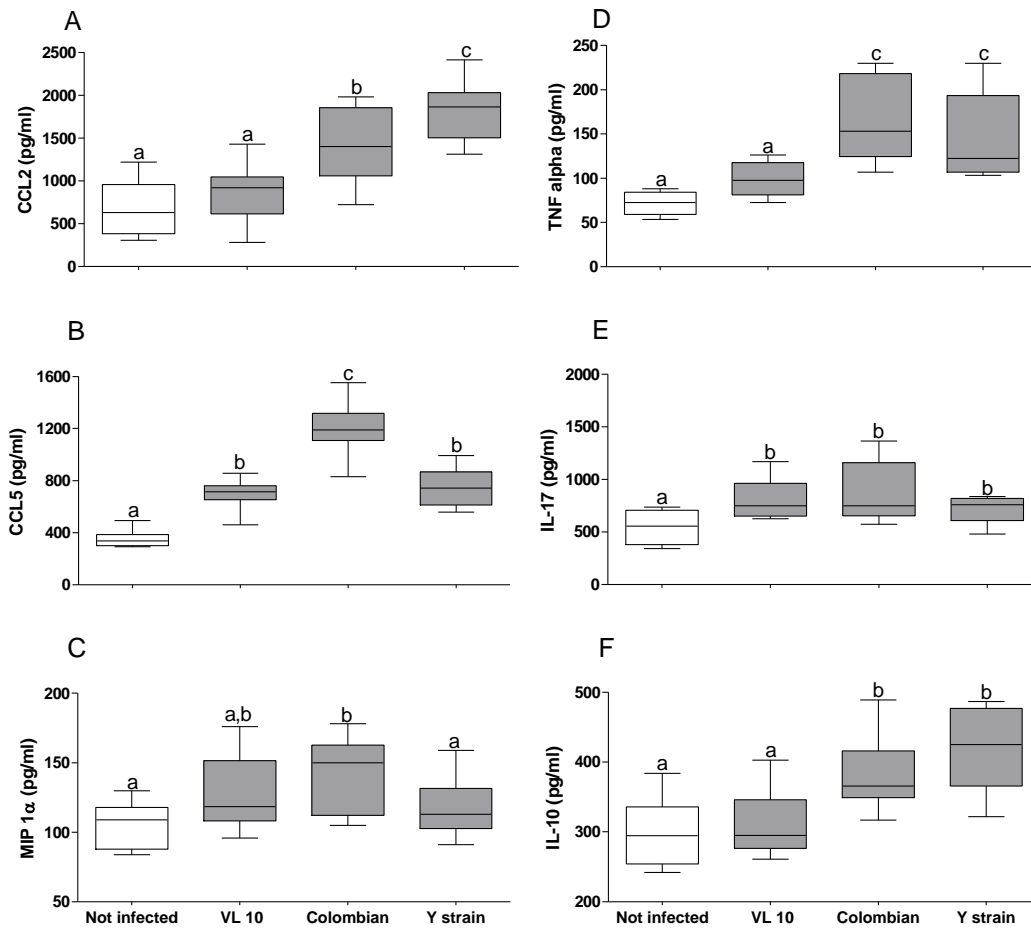 A
CCL2 (pg/ml)
2500
2000
1500
1000
500
0
a
a
b
c
B
CCL5 (pg/ml)
1600
1200
800
400
0
a
b
c
b
C
MIP 1α (pg/ml)
200
150
100
50
a
a,b
b
a
Not infected
VL 10
Colombian
Y strain
D
TNF alpha (pg/ml)
250
200
150
100
50
0
a
a
c
c
E
IL-17 (pg/ml)
2000
1500
1000
500
0
a
b
b
b
F
IL-10 (pg/ml)
500
400
300
200
a
a
b
b
Not infected
VL 10
Colombian
Y strain